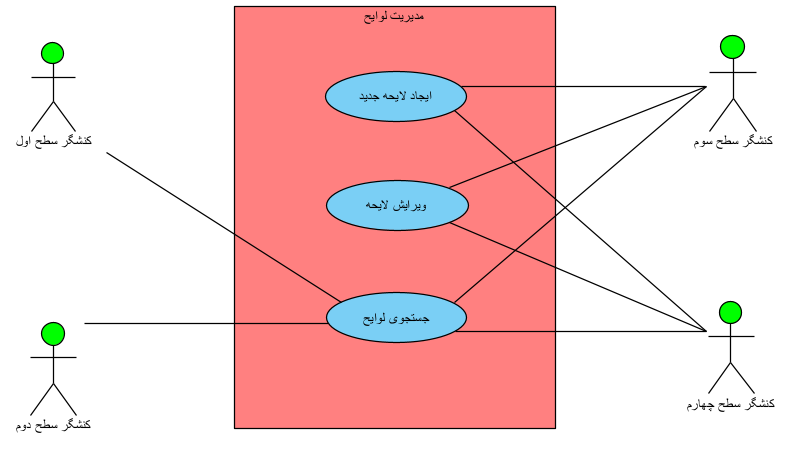 مدیریت لوایح
ایجاد لایحه جدید
ویرایش لایحه
جستجوی لوایح
کنشگر سطح اول
کنشگر سطح دوم
کنشگر سطح سوم
کنشگر سطح چهارم